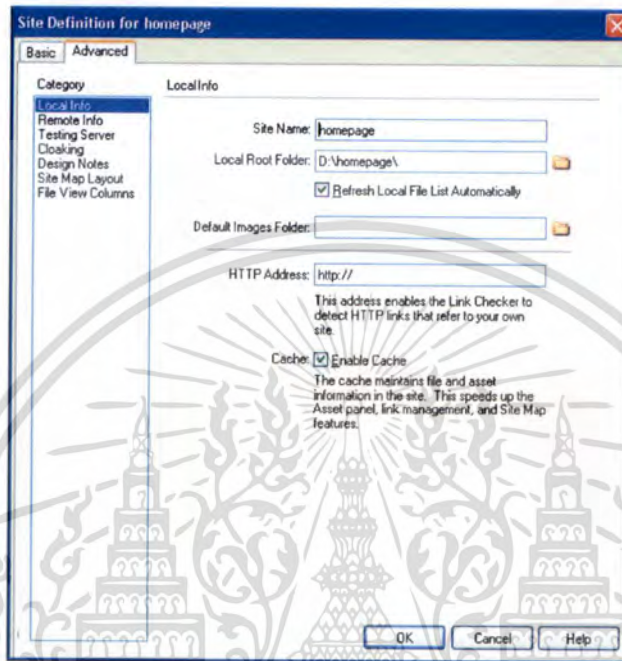 Site Definition for homepage
Basic
Advanced
Category
Local Info
Remote Info
Testing Server
Cloaking
Design Notes
Site Map Layout
File View Columns
Local Info
Site Name: homepage
Local Root Folder: D:\homepage\
Refresh Local File List Automatically
Default Images Folder:
HTTP Address: http://
This address enables the Link Checker to
detect HTTP links that refer to your own
site.
Cache: Enable Cache
The cache maintains file and asset
information in the site. This speeds up the
Asset panel, link management, and Site Map
features.
OK
Cancel
Help